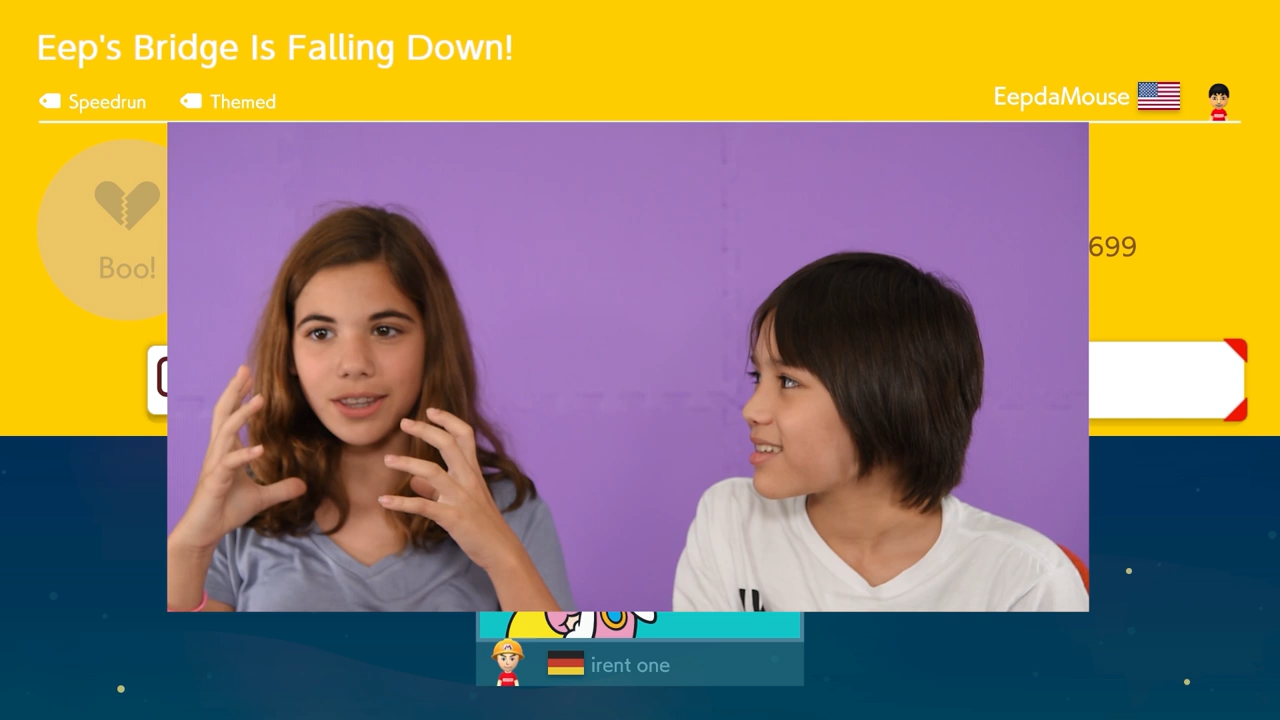 Eep's Bridge Is Falling Down!
Speedrun Themed
EepdaMouse
Boo!
699
irent one